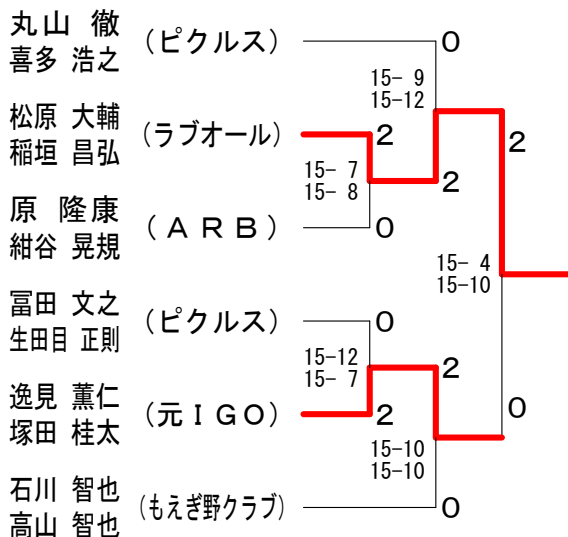 丸山 徹
喜多 浩之
(ピクルス)
0
15- 9
15-12
松原 大輔
稲垣 昌弘
(ラブオール)
2
2
15- 7
15- 8
2
原 隆康
紺谷 晃規
(ARB)
0
15- 4
15-10
冨田 文之
生田目 正則
(ピクルス)
0
15-12
15- 7
2
逸見 薫仁
塚田 桂太
(元IGO)
2
0
15-10
15-10
石川 智也
高山 智也
(もえぎ野クラブ)
0